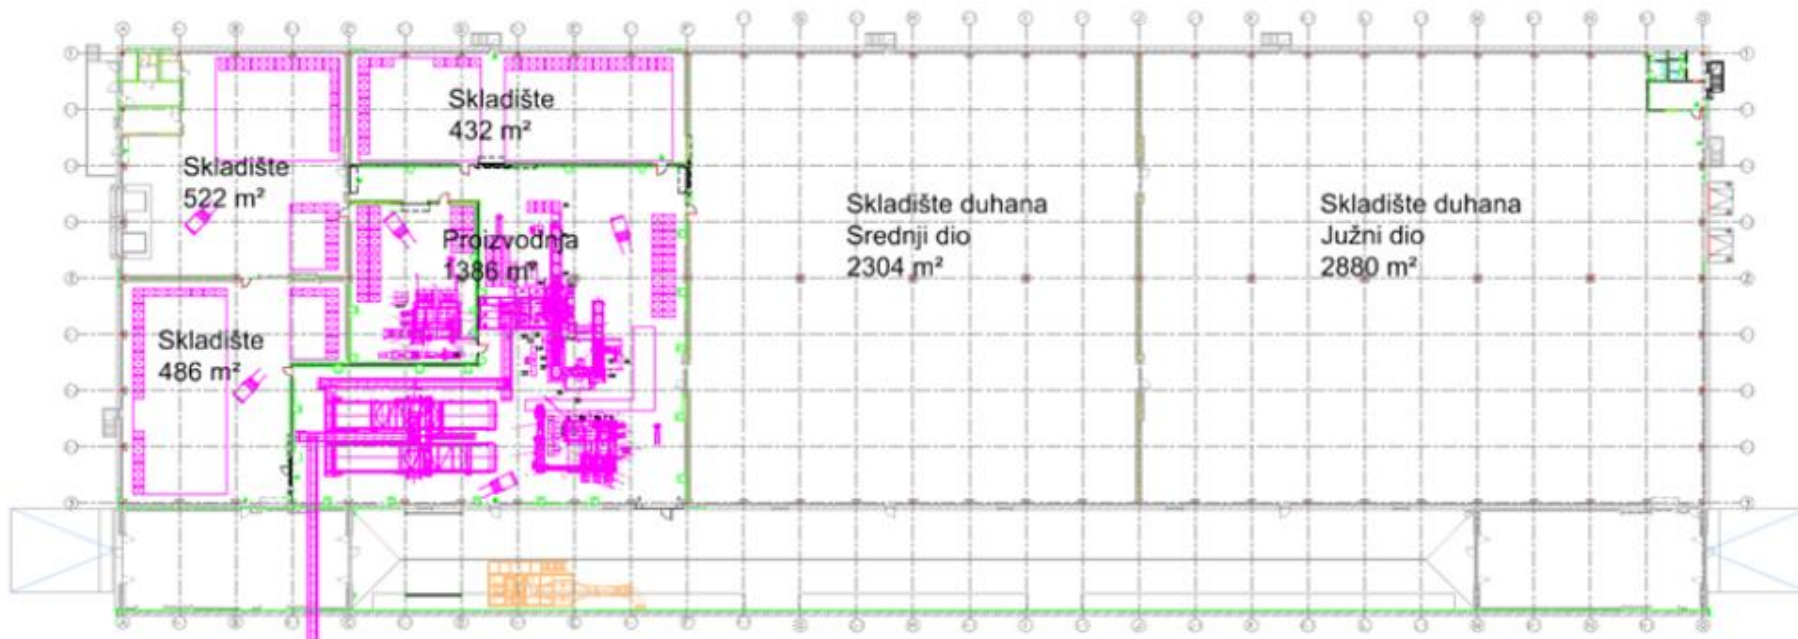 Skladište
432 m²
Skladište
522 m²
Proizvodnja
1386 m²
Skladište
486 m²
Skladište duhana
Srednji dio
2304 m²
Skladište duhana
Južni dio
2880 m²